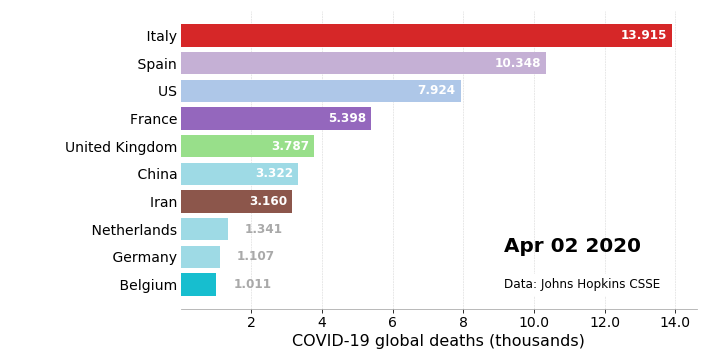 Italy 13.915
Spain 10.348
US 7.924
France 5.398
United Kingdom 3.787
China 3.322
Iran 3.160
Netherlands 1.341
Germany 1.107
Belgium 1.011
Apr 02 2020
Data: Johns Hopkins CSSE
2 4 6 8 10.0 12.0 14.0
COVID-19 global deaths (thousands)